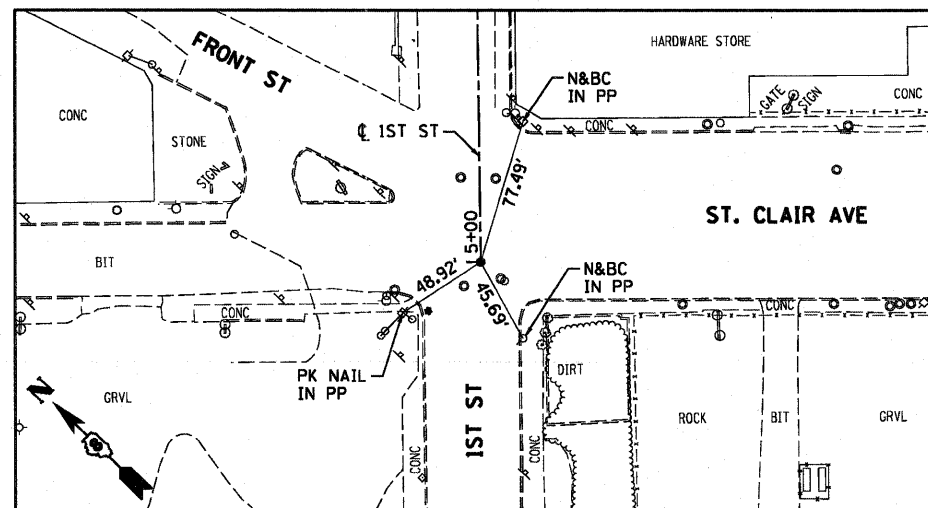 FRONT ST
HARDWARE STORE
N&BC
IN PP
GATE
SIGN
CONC
CONC
CONC
℄ 1ST ST
STONE
SIGN
77.49'
ST. CLAIR AVE
5+00
BIT
48.92'
45.69'
N&BC
IN PP
CONC
CONC
PK NAIL
IN PP
DIRT
N
GRVL
1ST ST
ROCK
BIT
GRVL
CONC
CONC